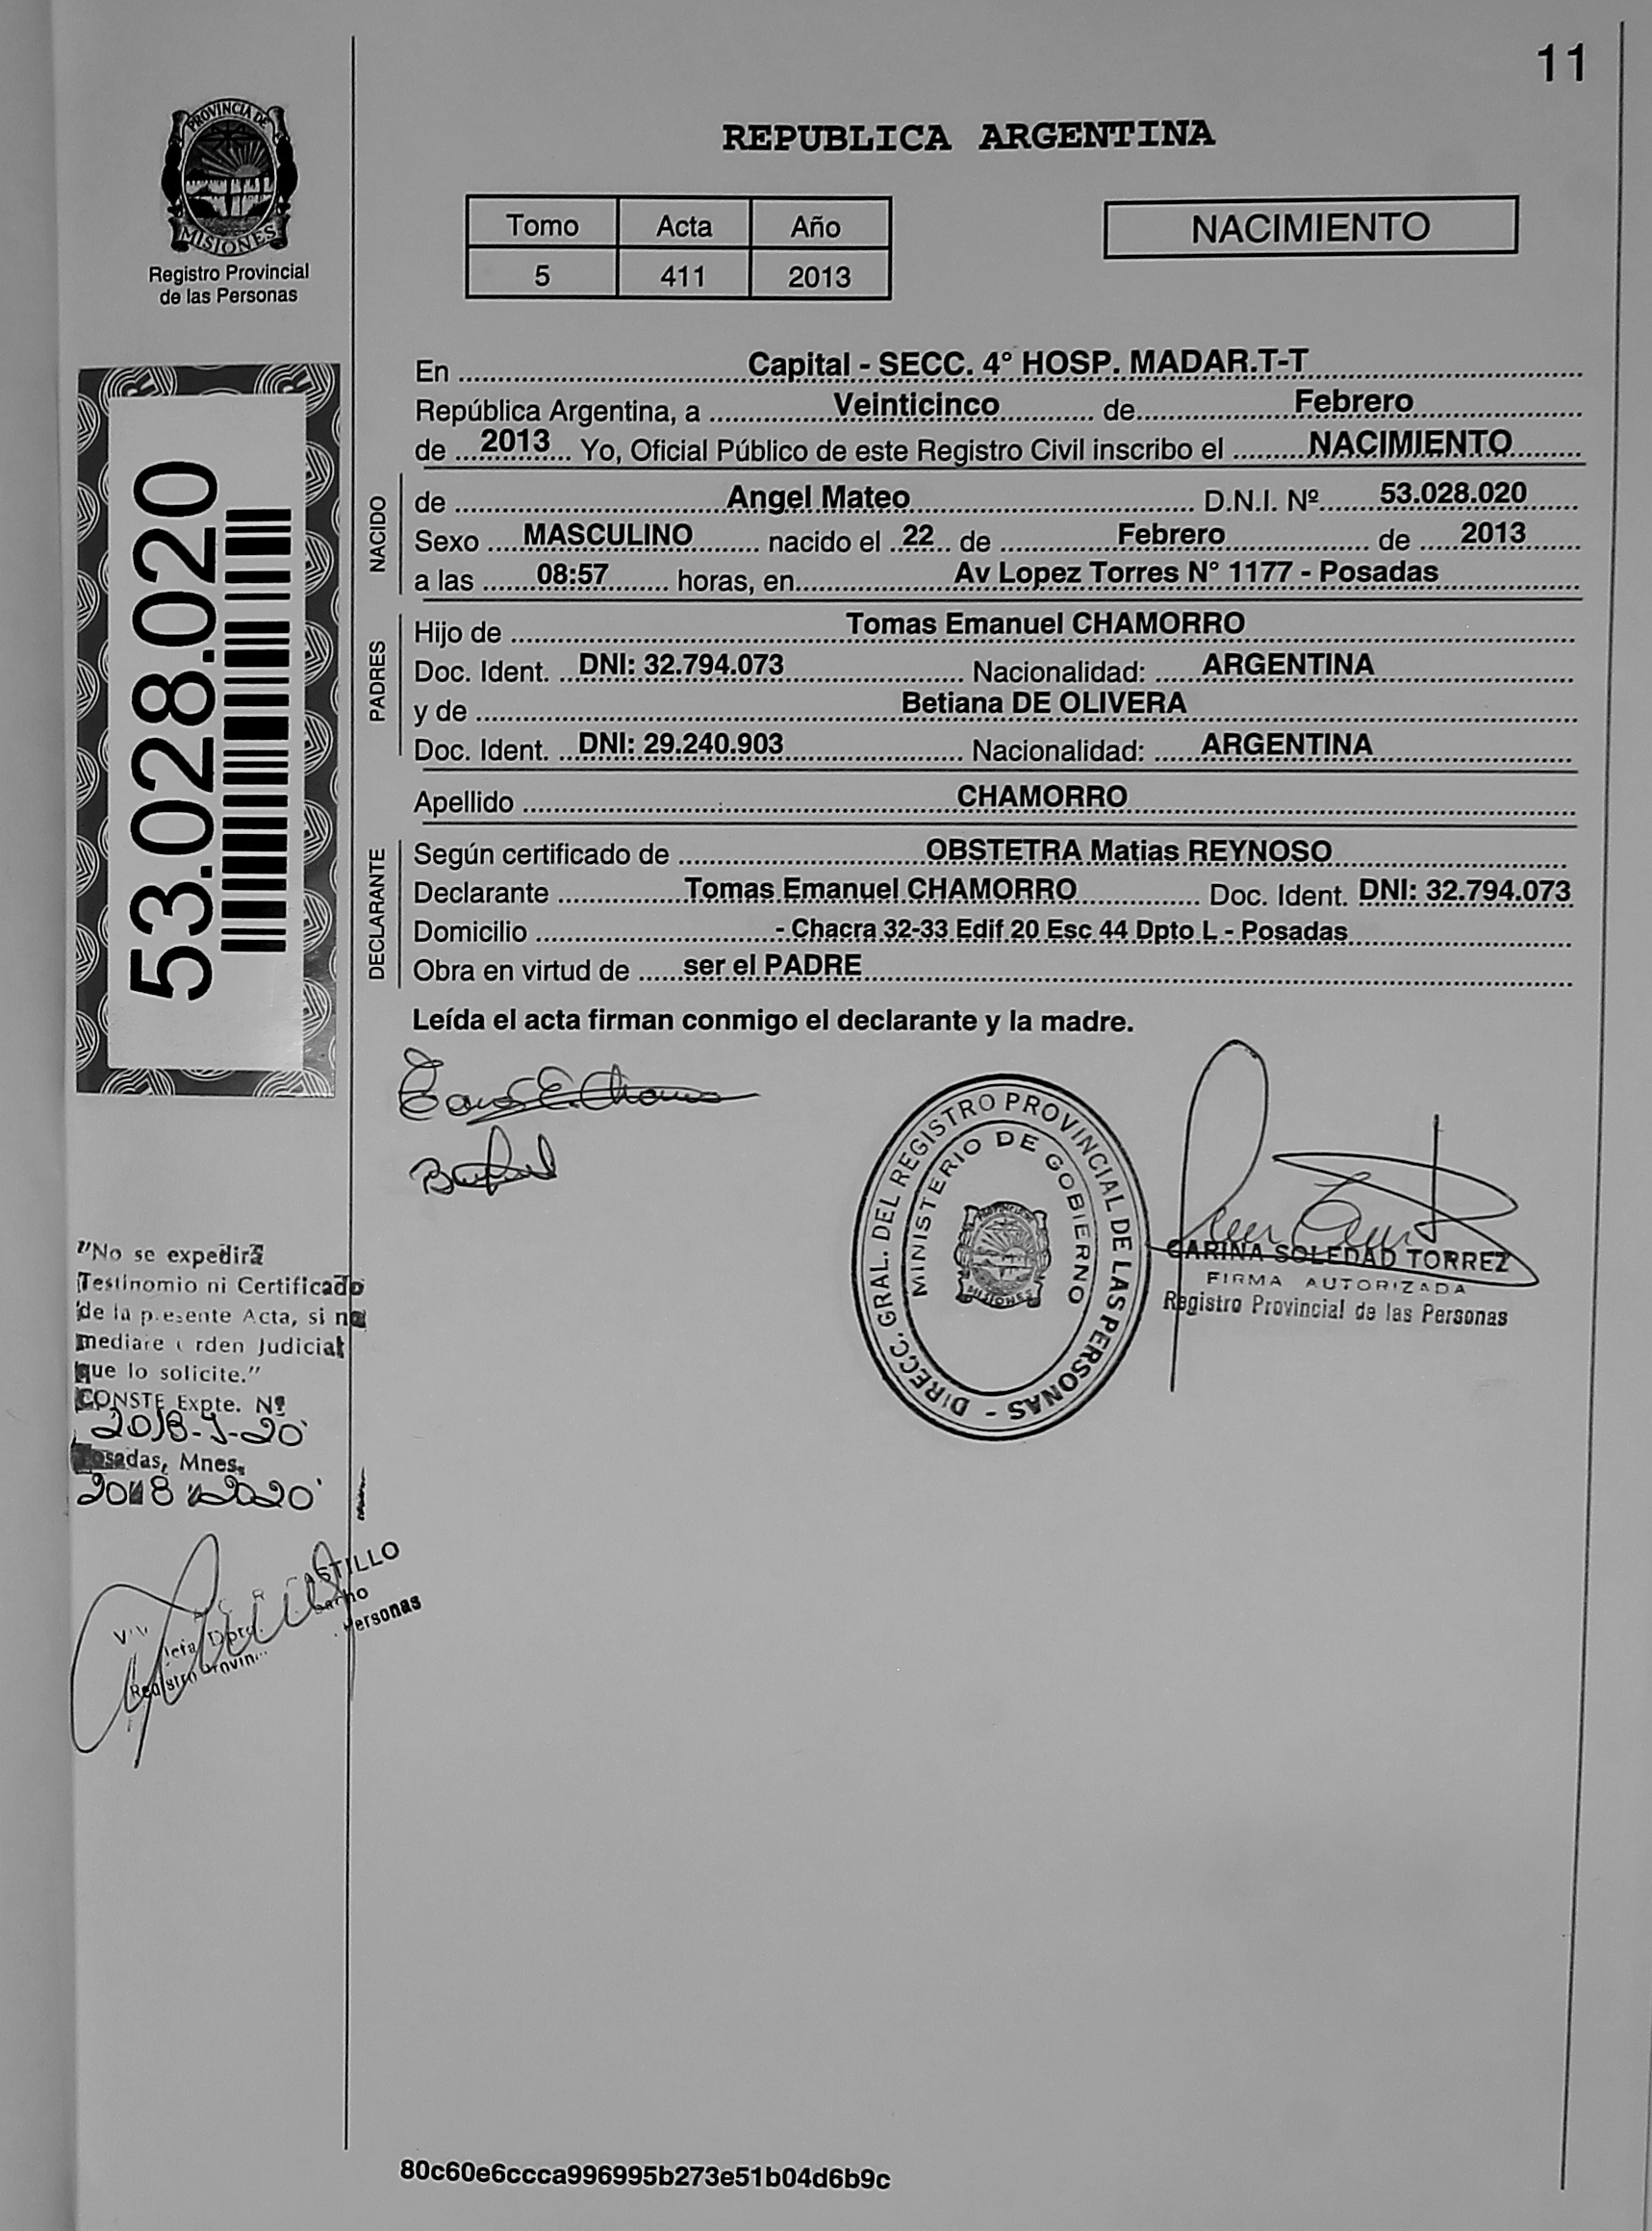 11
PROVINCIA DE
MISIONES
Registro Provincial
de las Personas
REPUBLICA ARGENTINA
Tomo Acta Año
5 411 2013
NACIMIENTO
53.028.020
En ........ Capital - SECC. 4° HOSP. MADAR.T-T ........
República Argentina, a ........ Veinticinco ........ de ........ Febrero ........
de .... 2013 .... Yo, Oficial Público de este Registro Civil inscribo el ........ NACIMIENTO ........
NACIDO
de ........ Angel Mateo ........ D.N.I. Nº ...... 53.028.020 ......
Sexo ..... MASCULINO ........ nacido el .. 22 .. de ........ Febrero ........ de ..... 2013 ......
a las ...... 08:57 ...... horas, en ........ Av Lopez Torres N° 1177 - Posadas ........
PADRES
Hijo de ........ Tomas Emanuel CHAMORRO ........
Doc. Ident. .. DNI: 32.794.073 ........ Nacionalidad: ..... ARGENTINA ........
y de ........ Betiana DE OLIVERA ........
Doc. Ident. .. DNI: 29.240.903 ........ Nacionalidad: ..... ARGENTINA ........
Apellido ........ CHAMORRO ........
DECLARANTE
Según certificado de ........ OBSTETRA Matias REYNOSO ........
Declarante ........ Tomas Emanuel CHAMORRO ........ Doc. Ident. DNI: 32.794.073
Domicilio ........ - Chacra 32-33 Edif 20 Esc 44 Dpto L - Posadas ........
Obra en virtud de ..... ser el PADRE ........
Leída el acta firman conmigo el declarante y la madre.
DIRECC. GRAL. DEL REGISTRO PROVINCIAL DE LAS PERSONAS -
MINISTERIO DE GOBIERNO
MISIONES
CARINA SOLEDAD TORREZ
FIRMA AUTORIZADA
Registro Provincial de las Personas
"No se expedirá
Testinomio ni Certificado
de la presente Acta, si no
mediare orden Judicial
que lo solicite."
CONSTE Expte. Nº
Posadas, Mnes.
Personas
80c60e6ccca996995b273e51b04d6b9c